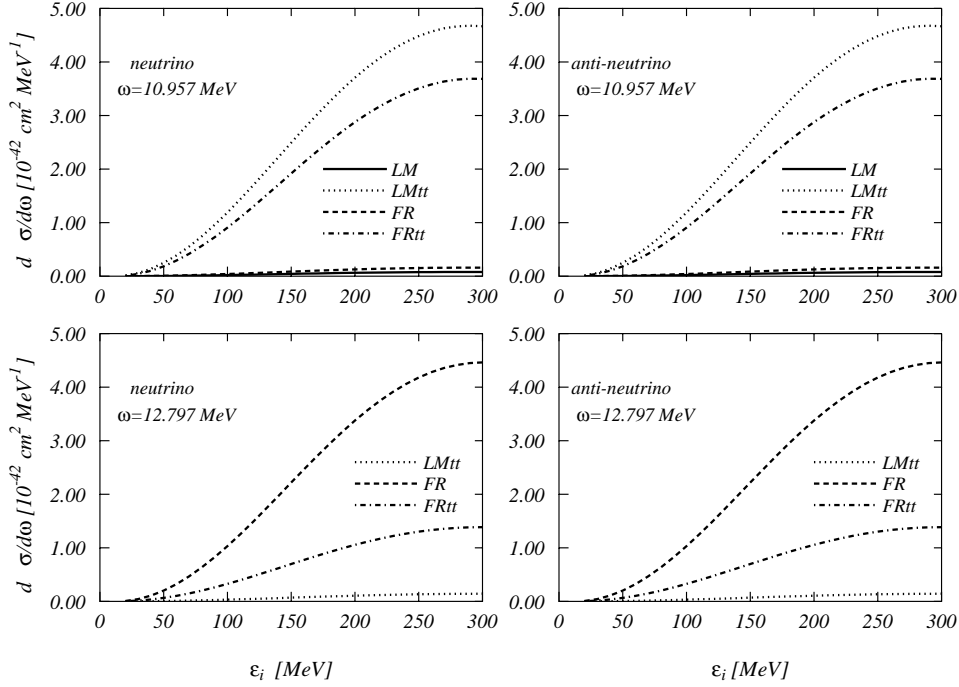 5.00 5.00
4.00 4.00
3.00 3.00
2.00 2.00
1.00 1.00
0.00 0.00
neutrino anti-neutrino
ω=10.957 MeV ω=10.957 MeV
LM LM
LMtt LMtt
FR FR
FRtt FRtt
d σ/dω [10⁻⁴² cm² MeV⁻¹]
0 50 100 150 200 250 300 0 50 100 150 200 250 300
5.00 5.00
4.00 4.00
3.00 3.00
2.00 2.00
1.00 1.00
0.00 0.00
neutrino anti-neutrino
ω=12.797 MeV ω=12.797 MeV
LMtt LMtt
FR FR
FRtt FRtt
d σ/dω [10⁻⁴² cm² MeV⁻¹]
0 50 100 150 200 250 300 0 50 100 150 200 250 300
εᵢ [MeV] εᵢ [MeV]